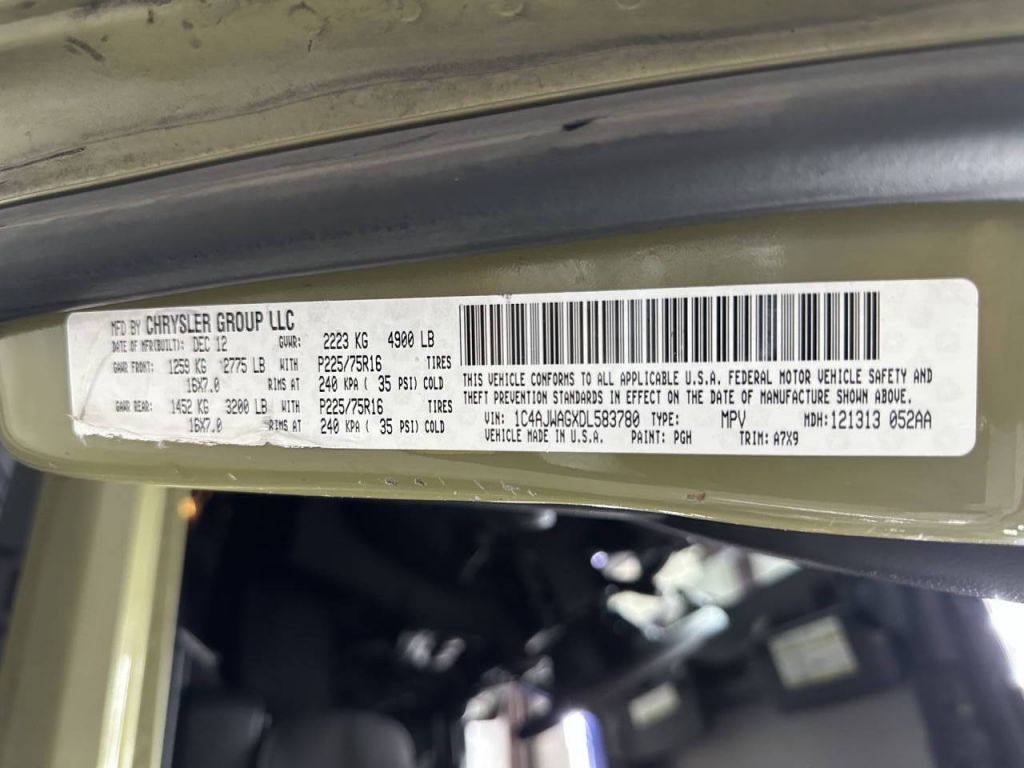 MFD BY CHRYSLER GROUP LLC
DATE OF MFR(BUILT): DEC 12 GVWR: 2223 KG 4900 LB
GAWR FRONT: 1259 KG 2775 LB WITH P225/75R16 TIRES
16X7.0 RIMS AT 240 KPA ( 35 PSI) COLD
GAWR REAR: 1452 KG 3200 LB WITH P225/75R16 TIRES
16X7.0 RIMS AT 240 KPA ( 35 PSI) COLD
THIS VEHICLE CONFORMS TO ALL APPLICABLE U.S.A. FEDERAL MOTOR VEHICLE SAFETY AND
THEFT PREVENTION STANDARDS IN EFFECT ON THE DATE OF MANUFACTURE SHOWN ABOVE.
VIN: 1C4AJWAGXDL583780 TYPE: MPV MDH:121313 052AA
VEHICLE MADE IN U.S.A. PAINT: PGH TRIM: A7X9